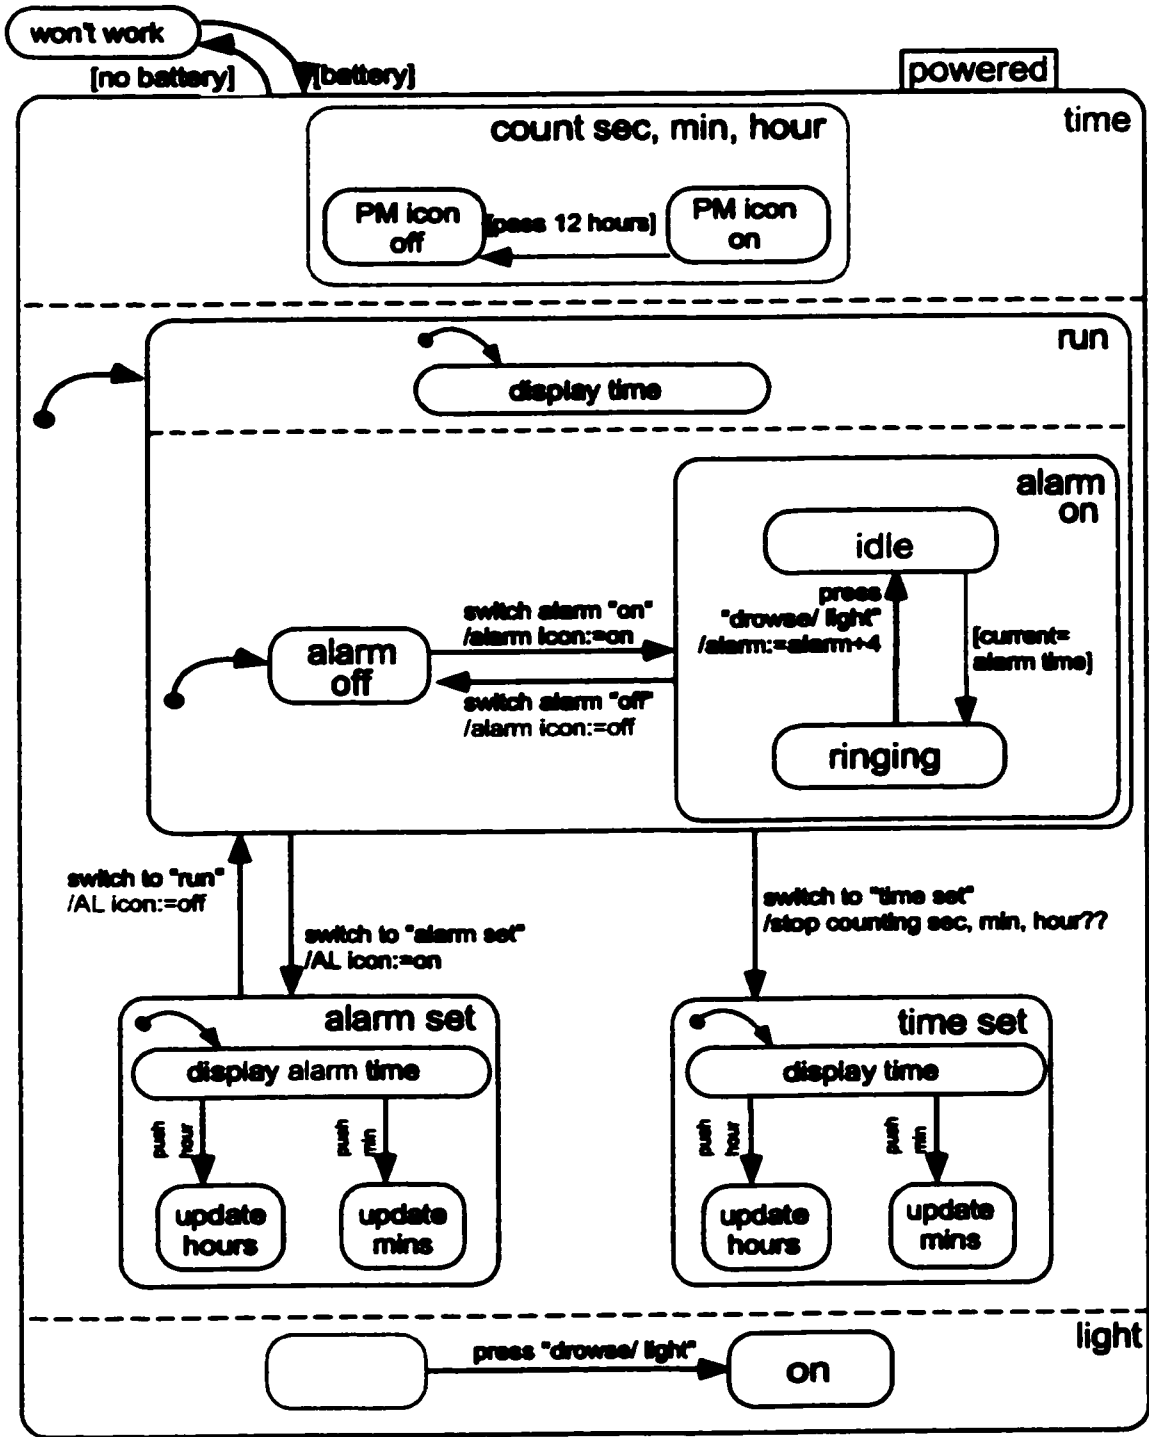 won't work
[no battery]
[battery]
powered
time
count sec, min, hour
PM icon
off
[pass 12 hours]
PM icon
on
run
display time
alarm
on
idle
press
"drowse/ light"
/alarm:=alarm+4
[current=
alarm time]
switch alarm "on"
/alarm icon:=on
alarm
off
switch alarm "off"
/alarm icon:=off
ringing
switch to "run"
/AL icon:=off
switch to "alarm set"
/AL icon:=on
switch to "time set"
/stop counting sec, min, hour??
alarm set
display alarm time
push
hour
push
min
update
hours
update
mins
time set
display time
push
hour
push
min
update
hours
update
mins
light
press "drowse/ light"
on